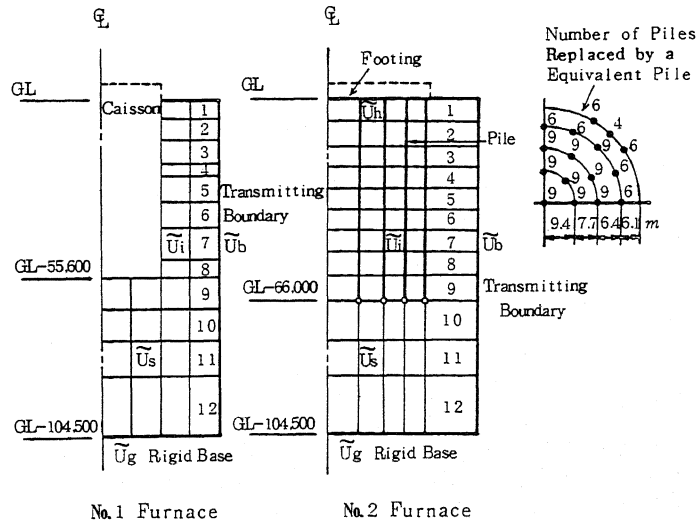 ℄
GL
Caisson
1
2
3
4
5
6
7
8
9
10
11
12
Transmitting
Boundary
Ũi
Ũb
GL-55.600
Ũs
GL-104.500
Ũg Rigid Base
No.1 Furnace
℄
Footing
GL
Ũh
Pile
1
2
3
4
5
6
7
8
9
10
11
12
Ũi
Ũb
GL-66.000
Transmitting
Boundary
Ũs
GL-104.500
Ũg Rigid Base
No.2 Furnace
Number of Piles
Replaced by a
Equivalent Pile
6
4
6 6 6
9 9
9 9 6
9 9
9 9 9 6
9.4 7.7 6.4 6.1 m